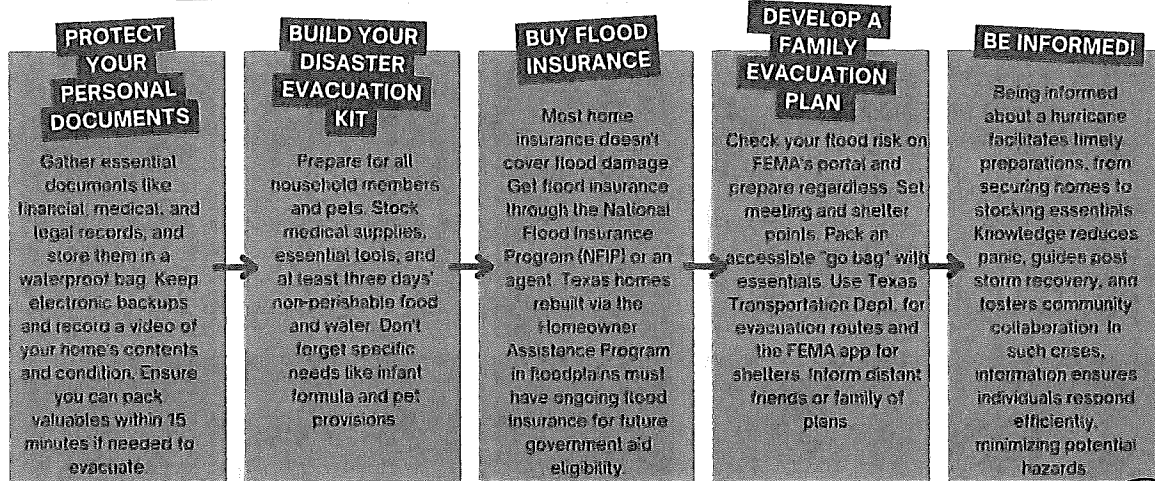 PROTECT
YOUR
PERSONAL
DOCUMENTS
Gather essential
documents like
financial, medical, and
legal records, and
store them in a
waterproof bag. Keep
electronic backups
and record a video of
your home's contents
and condition. Ensure
you can pack
valuables within 15
minutes if needed to
evacuate
BUILD YOUR
DISASTER
EVACUATION
KIT
Prepare for all
household members
and pets. Stock
medical supplies,
essential tools, and
at least three days'
non-perishable food
and water. Don't
forget specific
needs like infant
formula and pet
provisions
BUY FLOOD
INSURANCE
Most home
insurance doesn't
cover flood damage.
Get flood insurance
through the National
Flood Insurance
Program (NFIP) or an
agent. Texas homes
rebuilt via the
Homeowner
Assistance Program
in floodplains must
have ongoing flood
insurance for future
government aid
eligibility.
DEVELOP A
FAMILY
EVACUATION
PLAN
Check your flood risk on
FEMA's portal and
prepare regardless. Set
meeting and shelter
points. Pack an
accessible "go bag" with
essentials. Use Texas
Transportation Dept. for
evacuation routes and
the FEMA app for
shelters. Inform distant
friends or family of
plans
BE INFORMED!
Being informed
about a hurricane
facilitates timely
preparations, from
securing homes to
stocking essentials.
Knowledge reduces
panic, guides post
storm recovery, and
fosters community
collaboration. In
such crises,
information ensures
individuals respond
efficiently,
minimizing potential
hazards